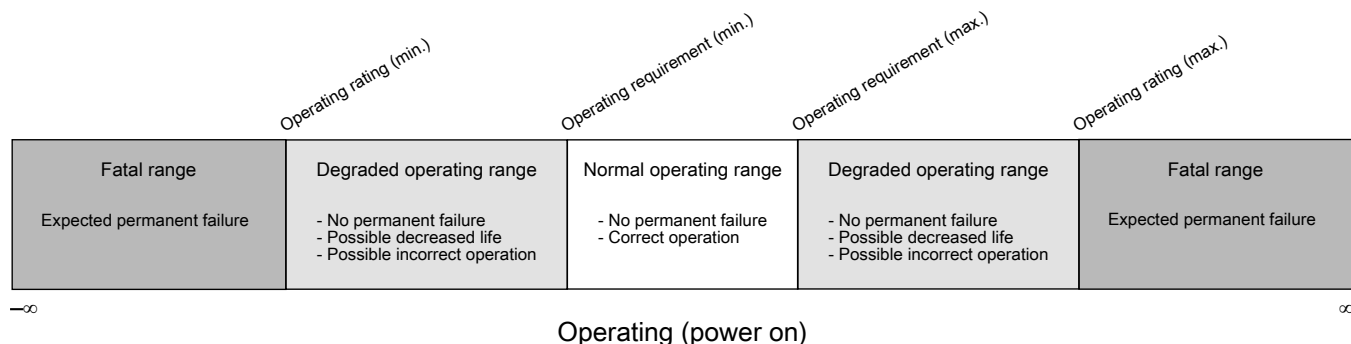 Operating rating (min.)
Operating requirement (min.)
Operating requirement (max.)
Operating rating (max.)
Fatal range
Expected permanent failure
Degraded operating range
- No permanent failure
- Possible decreased life
- Possible incorrect operation
Normal operating range
- No permanent failure
- Correct operation
Degraded operating range
- No permanent failure
- Possible decreased life
- Possible incorrect operation
Fatal range
Expected permanent failure
–∞
∞
Operating (power on)